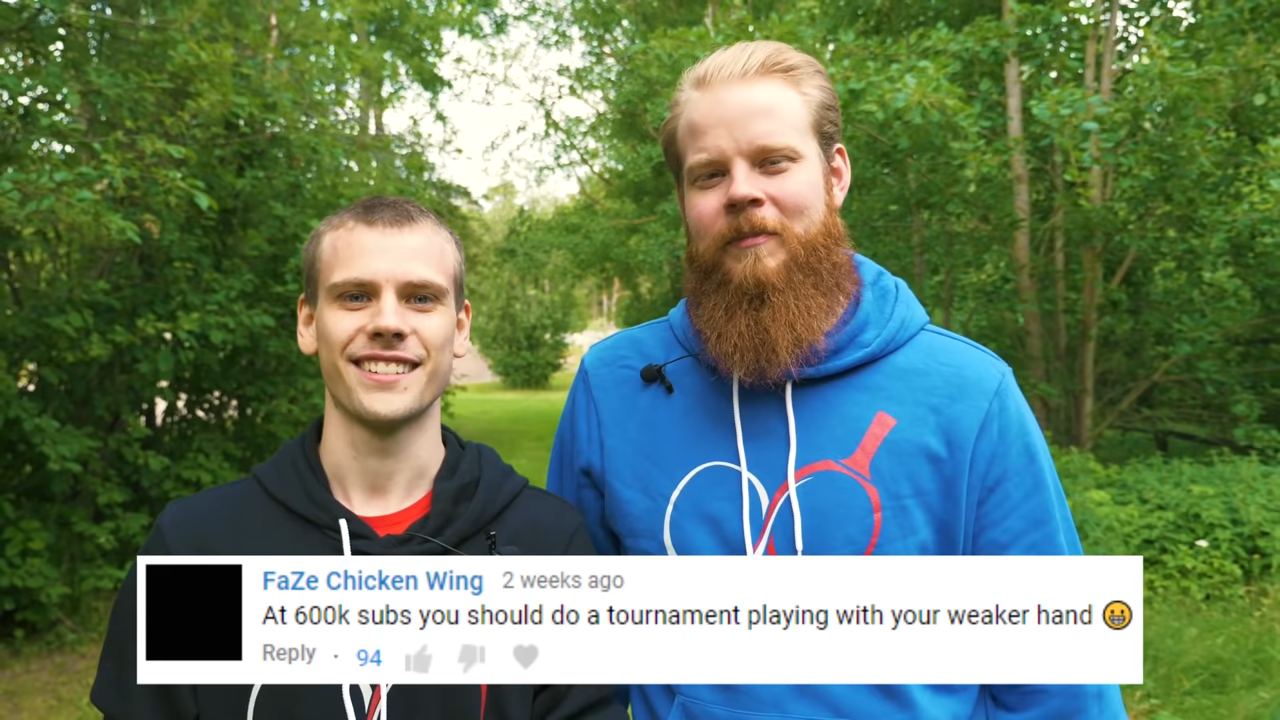 FaZe Chicken Wing 2 weeks ago
At 600k subs you should do a tournament playing with your weaker hand 😬
Reply · 94